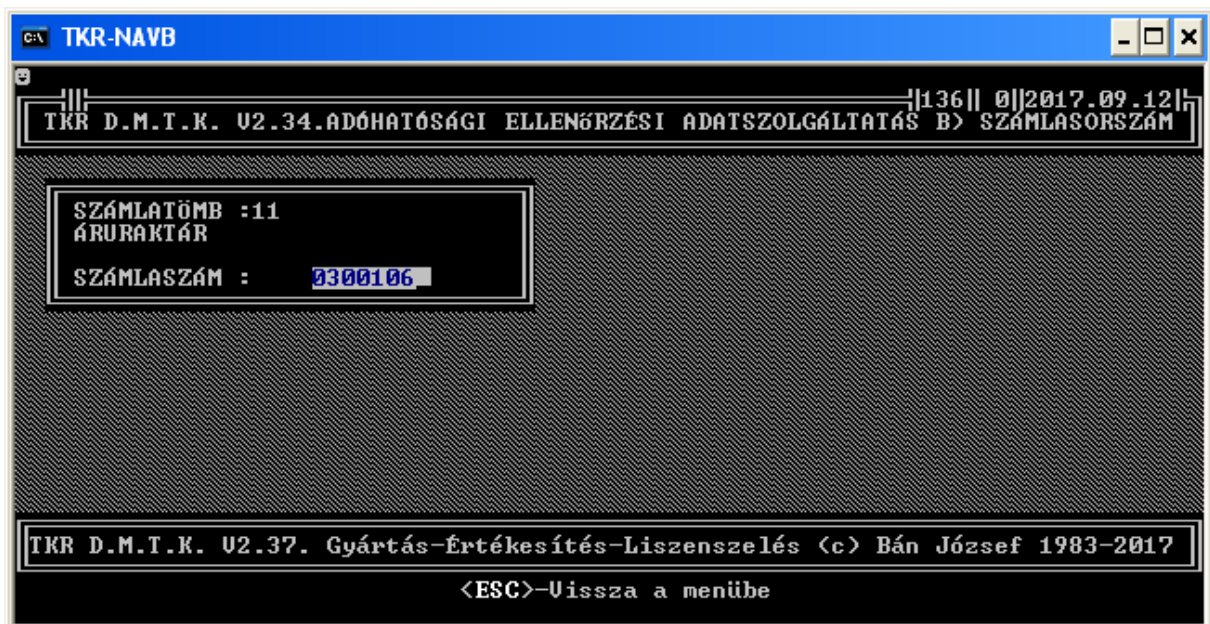 C:\ TKR-NAVB
136 0 2017.09.12
TKR D.M.T.K. V2.34.ADÓHATÓSÁGI ELLENőRZÉSI ADATSZOLGÁLTATÁS B) SZÁMLASORSZÁM
SZÁMLATÖMB :11
ÁRURAKTÁR
SZÁMLASZÁM : 0300106
TKR D.M.T.K. V2.37. Gyártás-Értékesítés-Liszenszelés (c) Bán József 1983-2017
<ESC>-Vissza a menübe